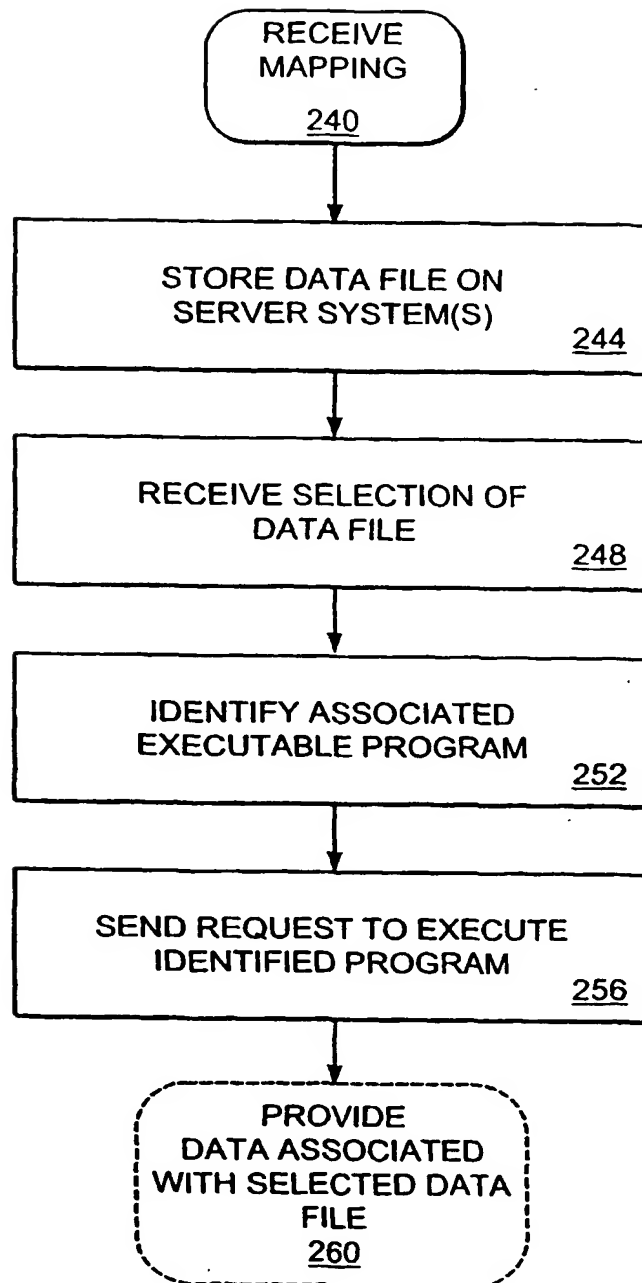 RECEIVE
MAPPING
240
STORE DATA FILE ON
SERVER SYSTEM(S)
244
RECEIVE SELECTION OF
DATA FILE
248
IDENTIFY ASSOCIATED
EXECUTABLE PROGRAM
252
SEND REQUEST TO EXECUTE
IDENTIFIED PROGRAM
256
PROVIDE
DATA ASSOCIATED
WITH SELECTED DATA
FILE
260